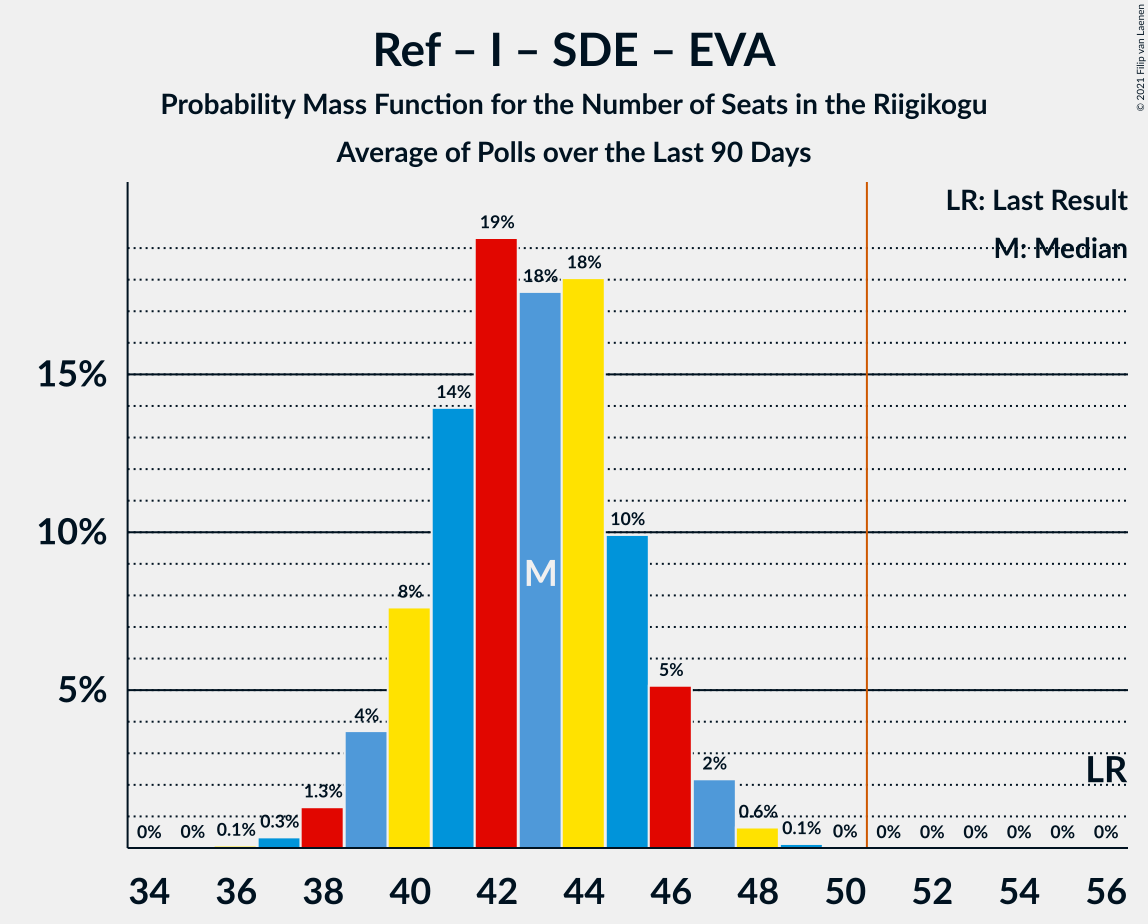 Ref – I – SDE – EVA
Probability Mass Function for the Number of Seats in the Riigikogu
Average of Polls over the Last 90 Days
© 2021 Filip van Laenen
LR: Last Result
M: Median
15%
10%
5%
0% 0% 0.1% 0.3% 1.3% 4% 8% 14% 19% 18% 18% 10% 5% 2% 0.6% 0.1% 0% 0% 0% 0% 0% 0% 0%
M
LR
34 36 38 40 42 44 46 48 50 52 54 56